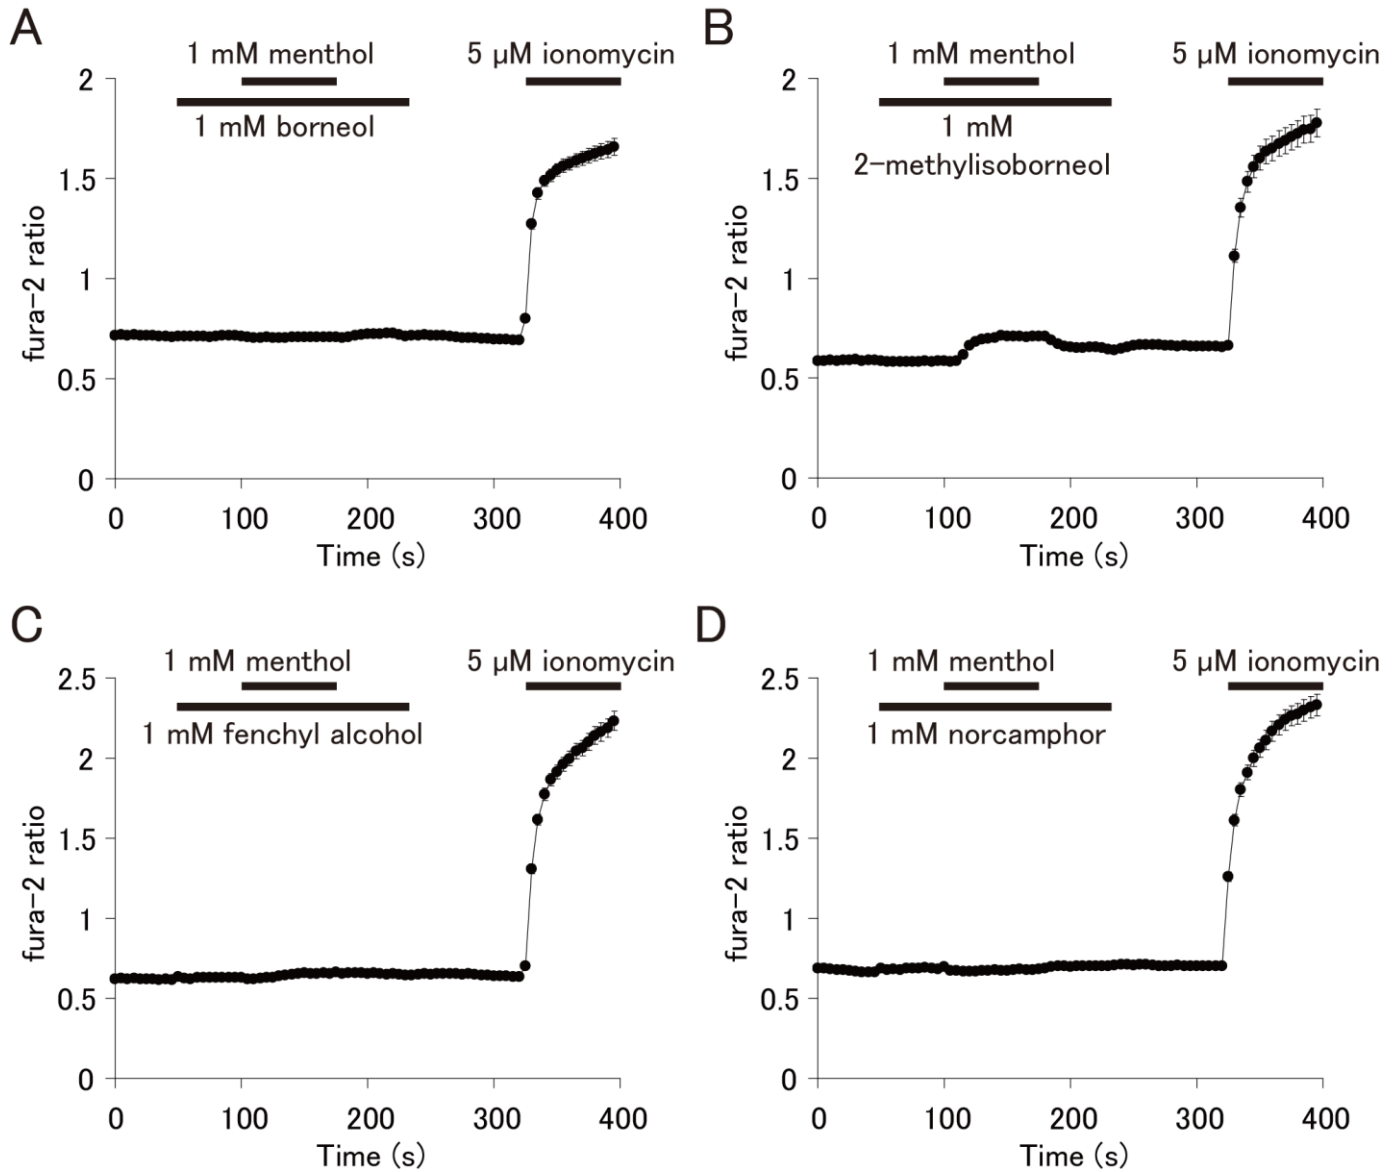 A
1 mM menthol
5 µM ionomycin
1 mM borneol
2
1.5
1
0.5
0
fura-2 ratio
0 100 200 300 400
Time (s)
B
1 mM menthol
5 µM ionomycin
1 mM
2-methylisoborneol
2
1.5
1
0.5
0
fura-2 ratio
0 100 200 300 400
Time (s)
C
1 mM menthol
5 µM ionomycin
1 mM fenchyl alcohol
2.5
2
1.5
1
0.5
0
fura-2 ratio
0 100 200 300 400
Time (s)
D
1 mM menthol
5 µM ionomycin
1 mM norcamphor
2.5
2
1.5
1
0.5
0
fura-2 ratio
0 100 200 300 400
Time (s)